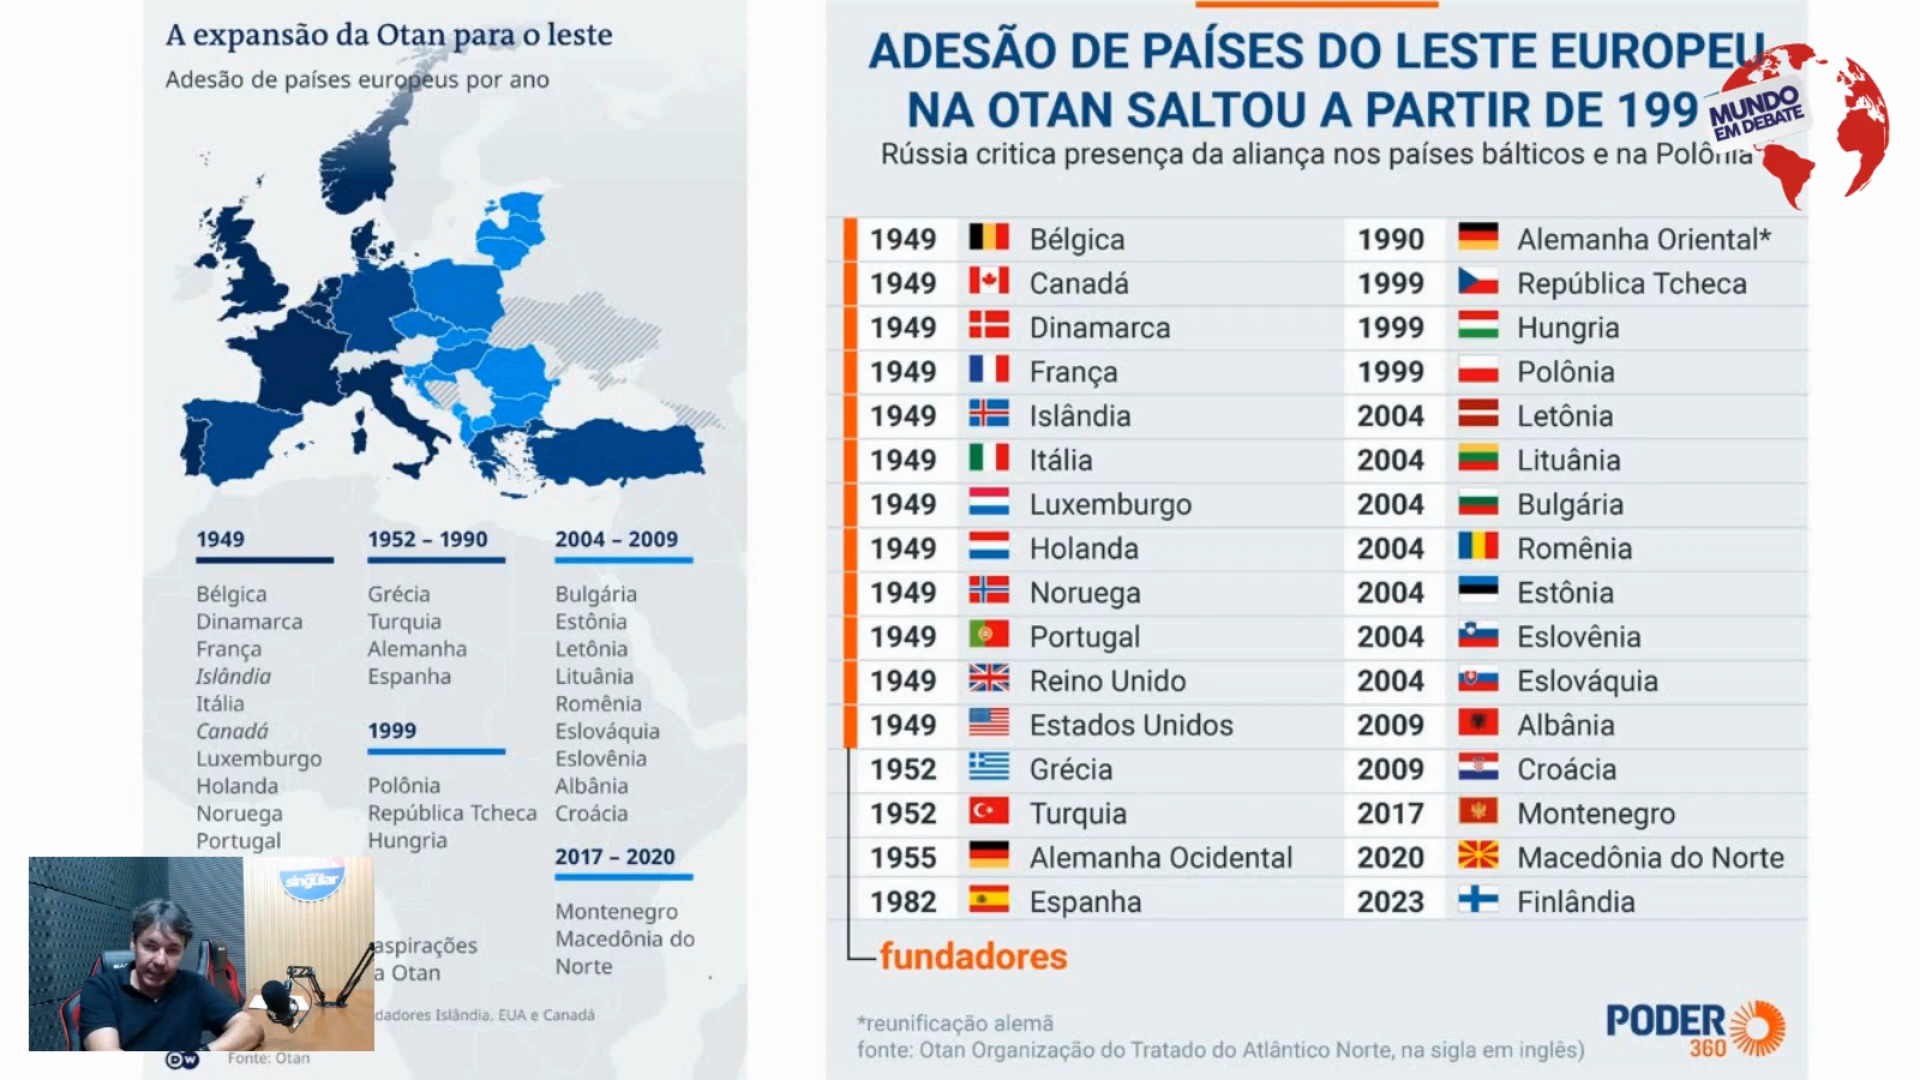 A expansão da Otan para o leste
Adesão de países europeus por ano
1949
Bélgica
Dinamarca
França
Islândia
Itália
Canadá
Luxemburgo
Holanda
Noruega
Portugal
1952 – 1990
Grécia
Turquia
Alemanha
Espanha
1999
Polônia
República Tcheca
Hungria
2004 – 2009
Bulgária
Estônia
Letônia
Lituânia
Romênia
Eslováquia
Eslovênia
Albânia
Croácia
2017 – 2020
Montenegro
Macedônia do
Norte
aspirações
a Otan
dadores Islândia, EUA e Canadá
DW
Fonte: Otan
singular
ADESÃO DE PAÍSES DO LESTE EUROPEU
NA OTAN SALTOU A PARTIR DE 199
Rússia critica presença da aliança nos países bálticos e na Polônia
MUNDO
EM DEBATE
1949 Bélgica
1949 Canadá
1949 Dinamarca
1949 França
1949 Islândia
1949 Itália
1949 Luxemburgo
1949 Holanda
1949 Noruega
1949 Portugal
1949 Reino Unido
1949 Estados Unidos
1952 Grécia
1952 Turquia
1955 Alemanha Ocidental
1982 Espanha
1990 Alemanha Oriental*
1999 República Tcheca
1999 Hungria
1999 Polônia
2004 Letônia
2004 Lituânia
2004 Bulgária
2004 Romênia
2004 Estônia
2004 Eslovênia
2004 Eslováquia
2009 Albânia
2009 Croácia
2017 Montenegro
2020 Macedônia do Norte
2023 Finlândia
fundadores
*reunificação alemã
fonte: Otan Organização do Tratado do Atlântico Norte, na sigla em inglês)
PODER
360